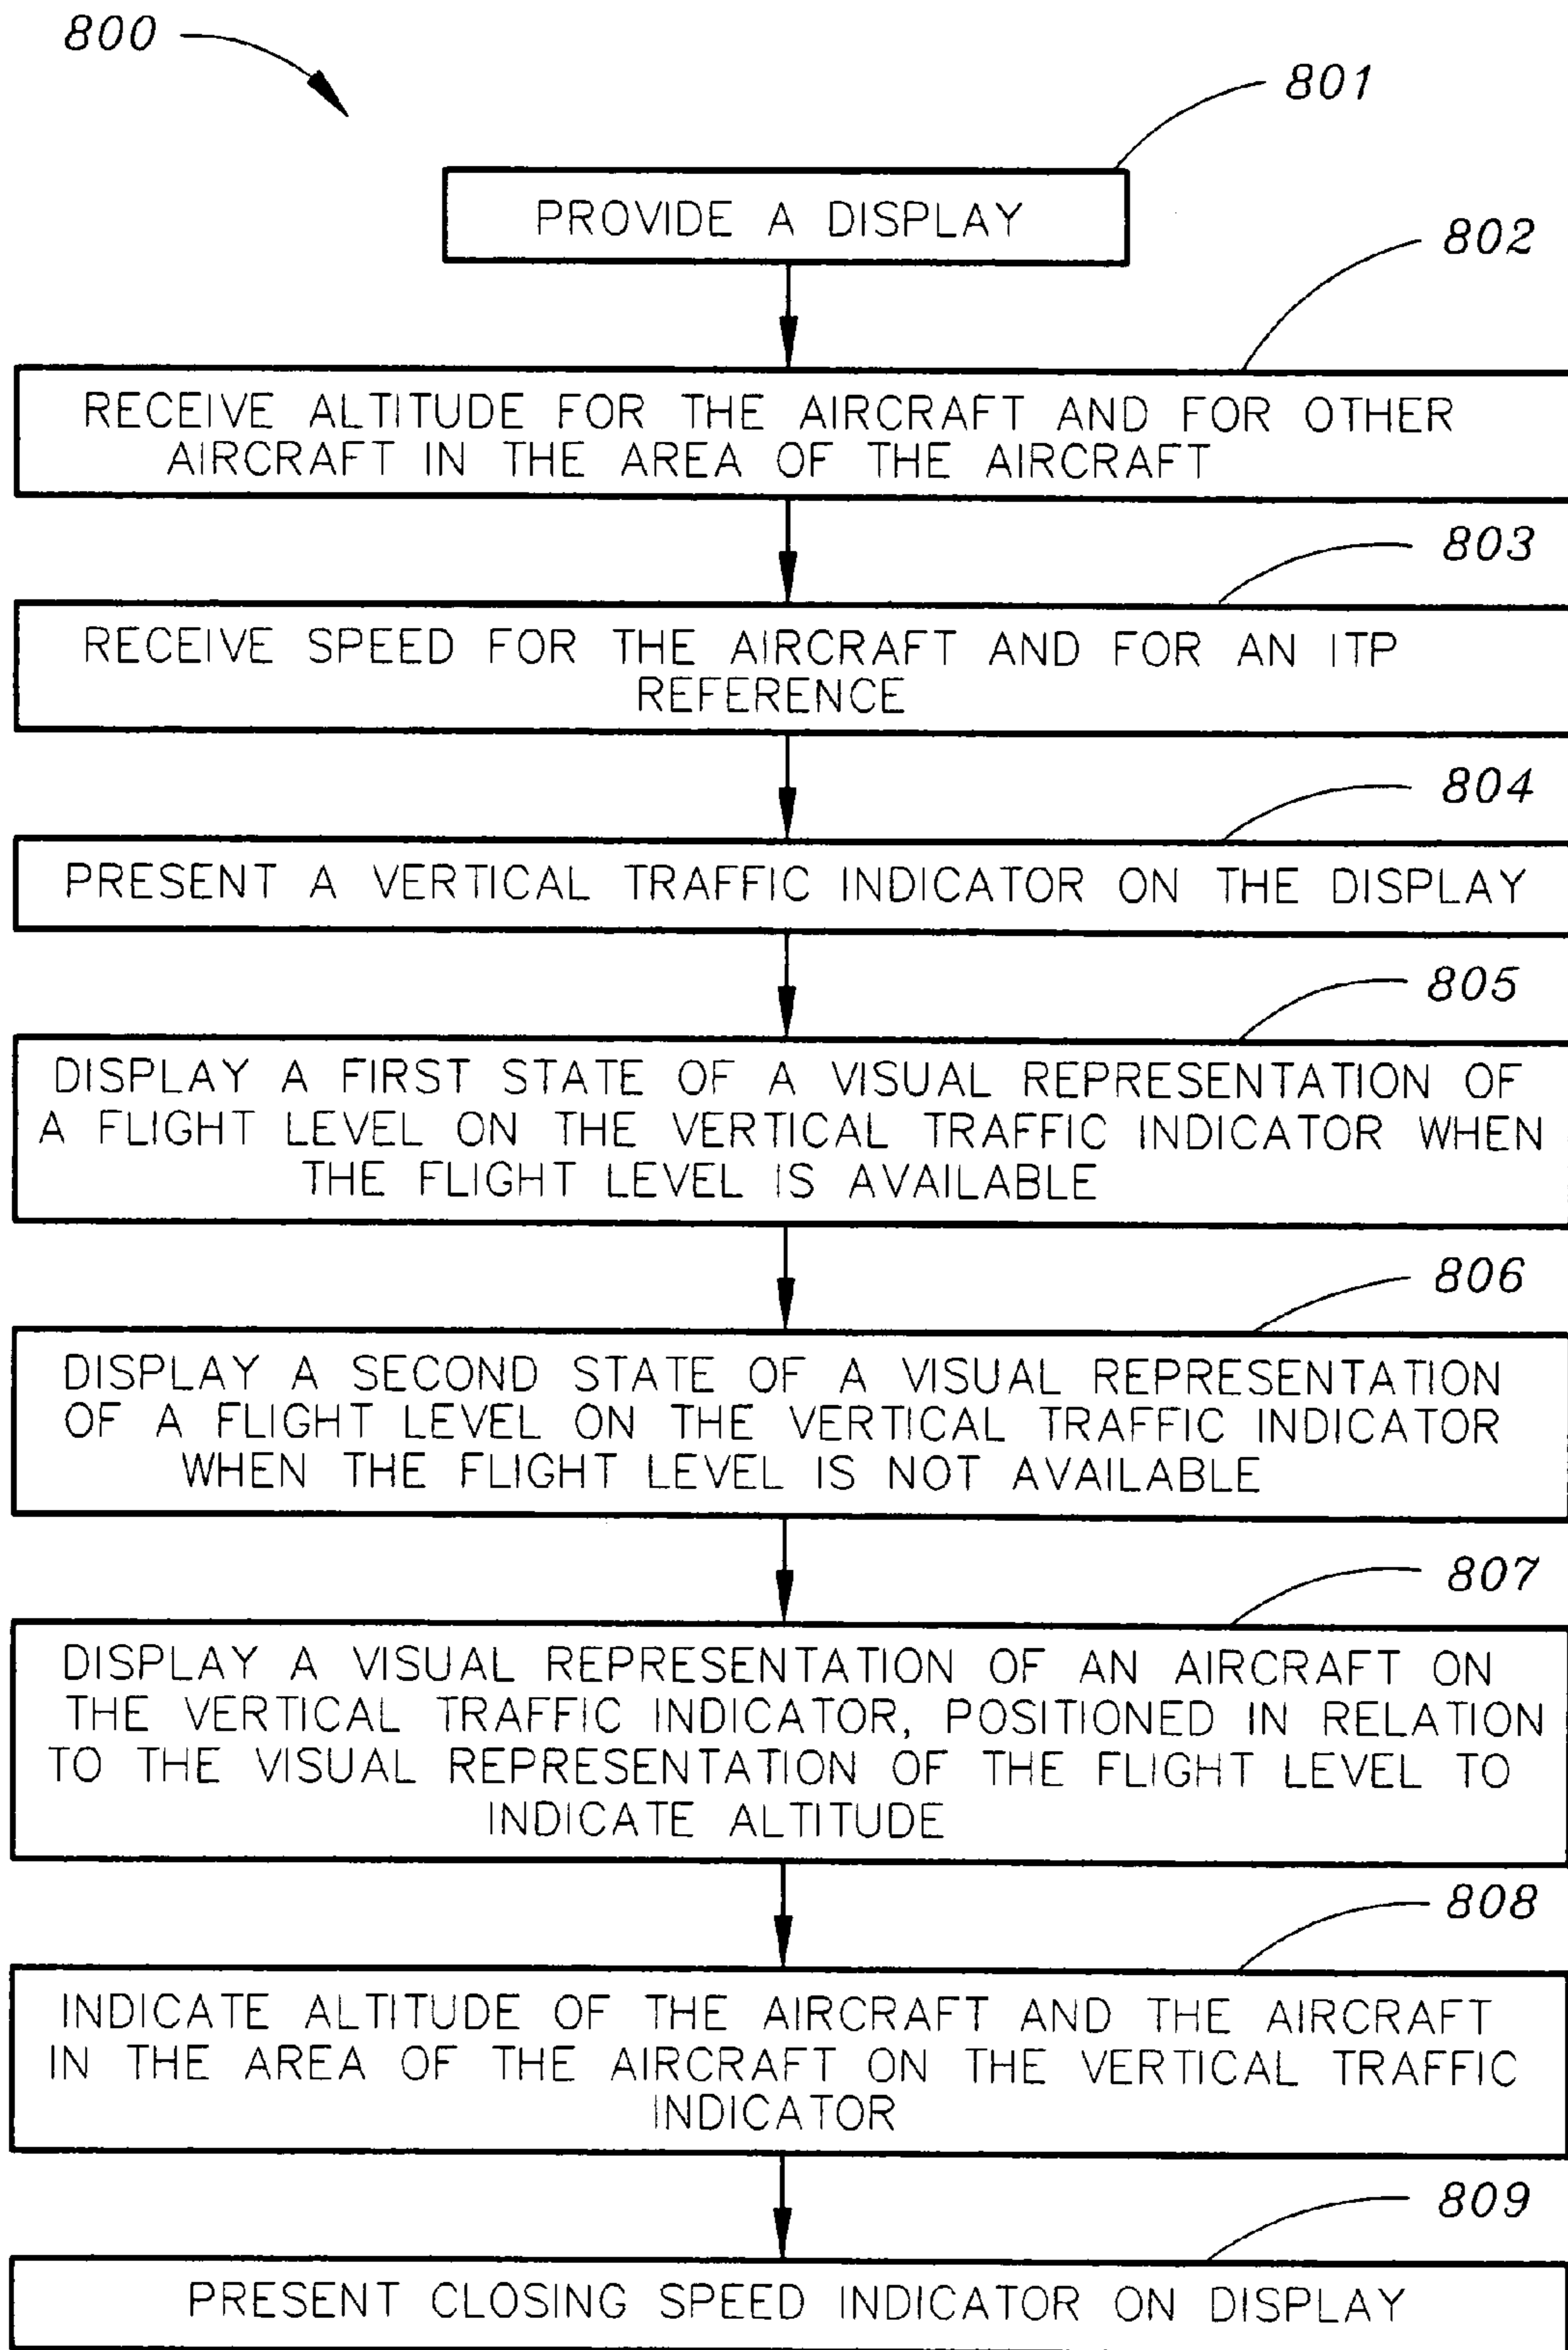 800
801
PROVIDE A DISPLAY
802
RECEIVE ALTITUDE FOR THE AIRCRAFT AND FOR OTHER
AIRCRAFT IN THE AREA OF THE AIRCRAFT
803
RECEIVE SPEED FOR THE AIRCRAFT AND FOR AN ITP
REFERENCE
804
PRESENT A VERTICAL TRAFFIC INDICATOR ON THE DISPLAY
805
DISPLAY A FIRST STATE OF A VISUAL REPRESENTATION OF
A FLIGHT LEVEL ON THE VERTICAL TRAFFIC INDICATOR WHEN
THE FLIGHT LEVEL IS AVAILABLE
806
DISPLAY A SECOND STATE OF A VISUAL REPRESENTATION
OF A FLIGHT LEVEL ON THE VERTICAL TRAFFIC INDICATOR
WHEN THE FLIGHT LEVEL IS NOT AVAILABLE
807
DISPLAY A VISUAL REPRESENTATION OF AN AIRCRAFT ON
THE VERTICAL TRAFFIC INDICATOR, POSITIONED IN RELATION
TO THE VISUAL REPRESENTATION OF THE FLIGHT LEVEL TO
INDICATE ALTITUDE
808
INDICATE ALTITUDE OF THE AIRCRAFT AND THE AIRCRAFT
IN THE AREA OF THE AIRCRAFT ON THE VERTICAL TRAFFIC
INDICATOR
809
PRESENT CLOSING SPEED INDICATOR ON DISPLAY